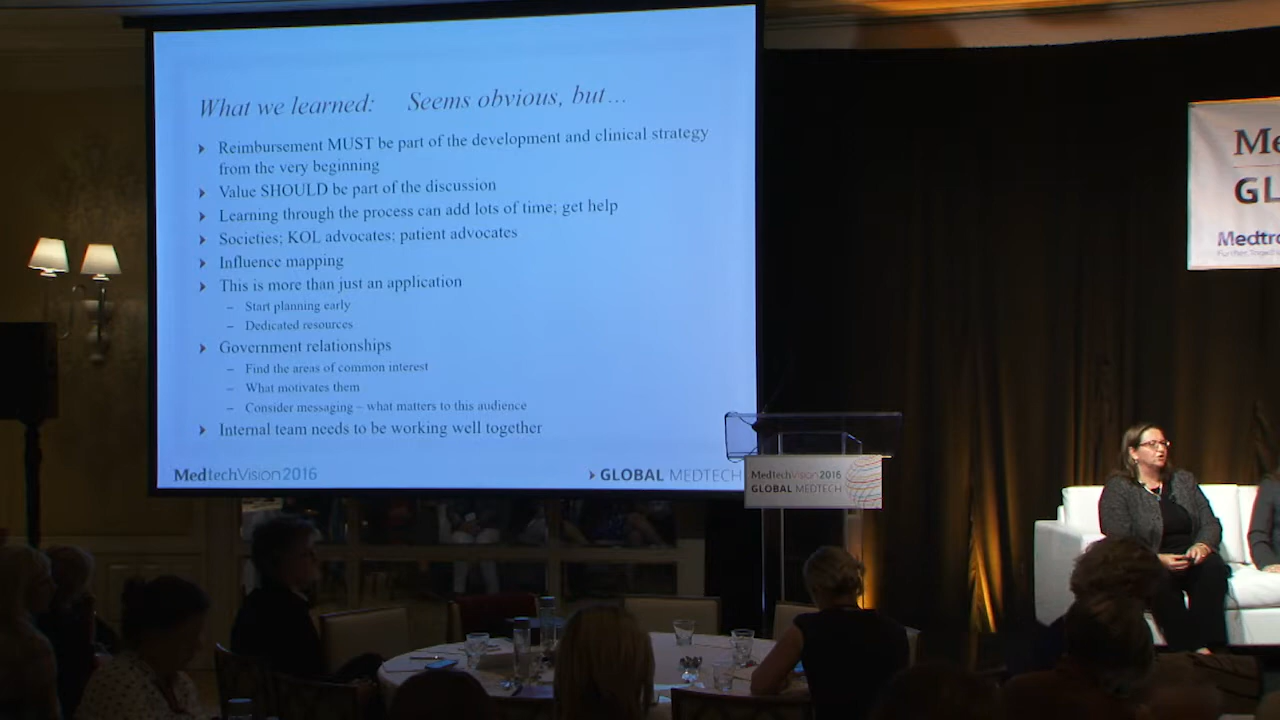 What we learned: Seems obvious, but…
Reimbursement MUST be part of the development and clinical strategy
from the very beginning
Value SHOULD be part of the discussion
Learning through the process can add lots of time; get help
Societies; KOL advocates; patient advocates
Influence mapping
This is more than just an application
– Start planning early
– Dedicated resources
Government relationships
– Find the areas of common interest
– What motivates them
– Consider messaging – what matters to this audience
Internal team needs to be working well together
MedtechVision2016
GLOBAL MEDTECH
MedtechVision2016
GLOBAL MEDTECH
Me
GL
Medtro